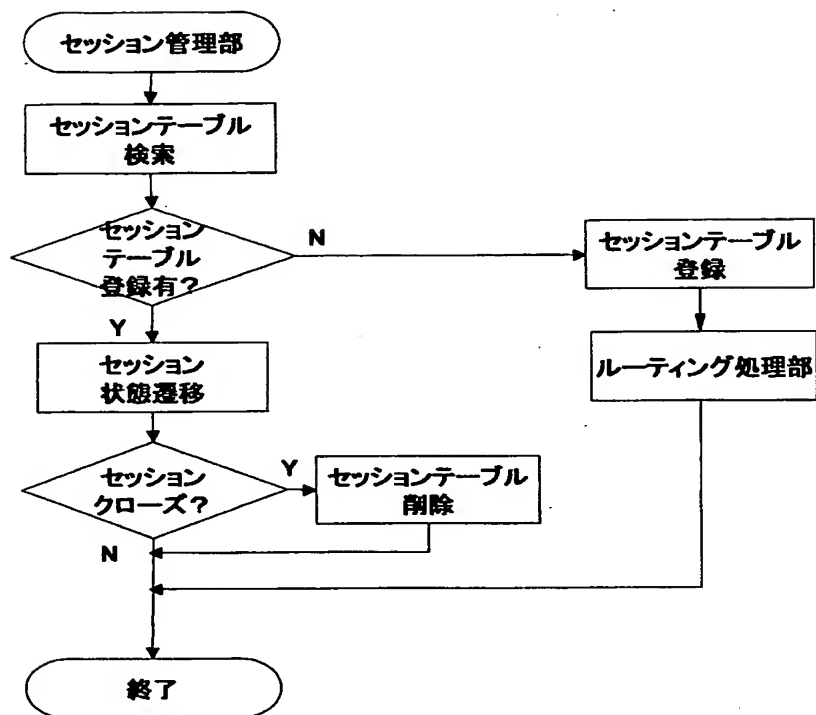 セッション管理部
セッションテーブル
検索
セッション
テーブル
登録有?
N
セッションテーブル
登録
Y
セッション
状態遷移
ルーティング処理部
セッション
クローズ?
Y
セッションテーブル
削除
N
終了